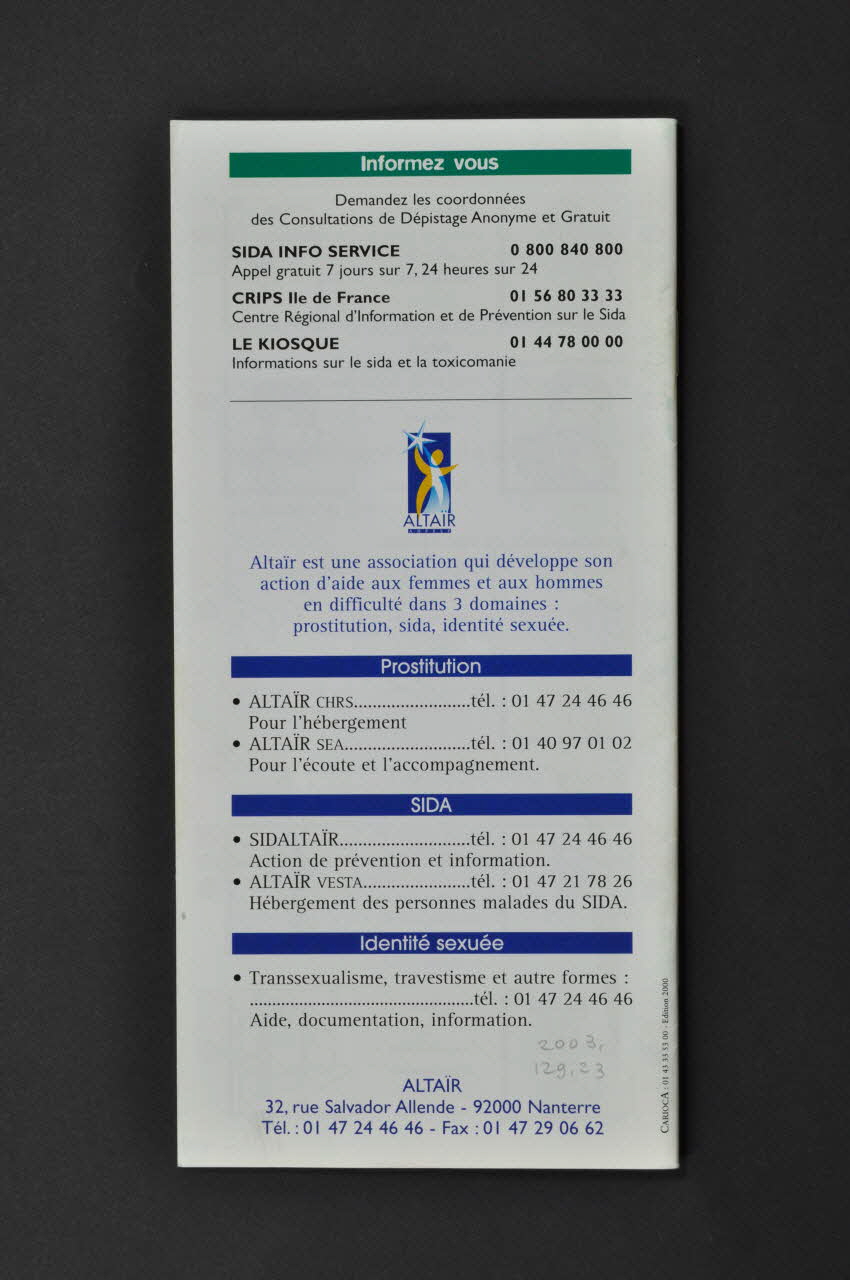 Informez vous
Demandez les coordonnées
des Consultations de Dépistage Anonyme et Gratuit
SIDA INFO SERVICE 0 800 840 800
Appel gratuit 7 jours sur 7, 24 heures sur 24
CRIPS Ile de France 01 56 80 33 33
Centre Régional d'Information et de Prévention sur le Sida
LE KIOSQUE 01 44 78 00 00
Informations sur le sida et la toxicomanie
ALTAÏR
Altaïr est une association qui développe son
action d'aide aux femmes et aux hommes
en difficulté dans 3 domaines :
prostitution, sida, identité sexuée.
Prostitution
• ALTAÏR CHRS.........................tél. : 01 47 24 46 46
Pour l'hébergement
• ALTAÏR SEA...........................tél. : 01 40 97 01 02
Pour l'écoute et l'accompagnement.
SIDA
• SIDALTAÏR............................tél. : 01 47 24 46 46
Action de prévention et information.
• ALTAÏR VESTA.......................tél. : 01 47 21 78 26
Hébergement des personnes malades du SIDA.
Identité sexuée
• Transsexualisme, travestisme et autre formes :
..................................................tél. : 01 47 24 46 46
Aide, documentation, information.
2003.
129.23
ALTAÏR
32, rue Salvador Allende - 92000 Nanterre
Tél. : 01 47 24 46 46 - Fax : 01 47 29 06 62
CARIOCA : 01 43 33 53 00 - Edition 2000